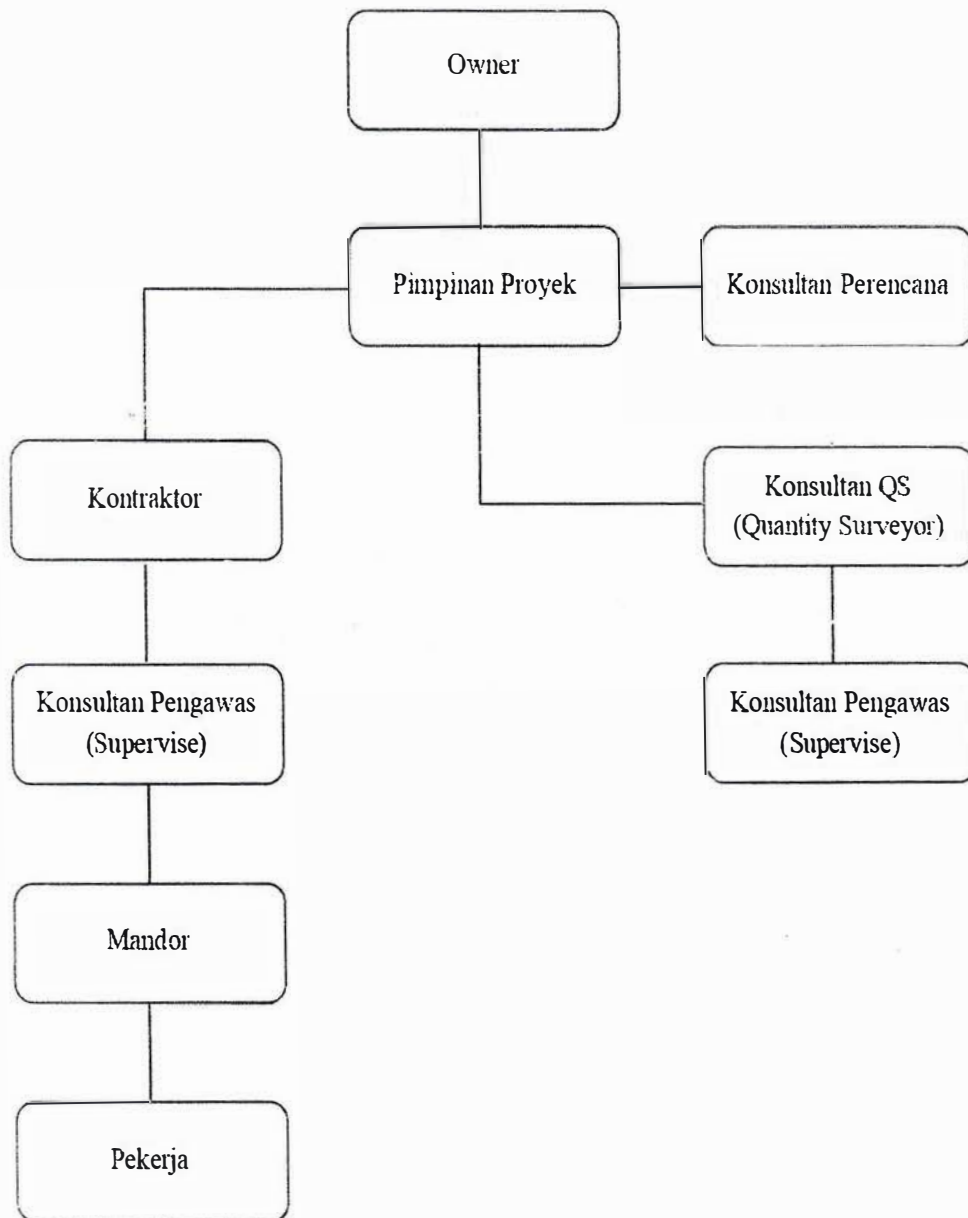 Owner
Pimpinan Proyek
Konsultan Perencana
Kontraktor
Konsultan QS
(Quantity Surveyor)
Konsultan Pengawas
(Supervise)
Konsultan Pengawas
(Supervise)
Mandor
Pekerja